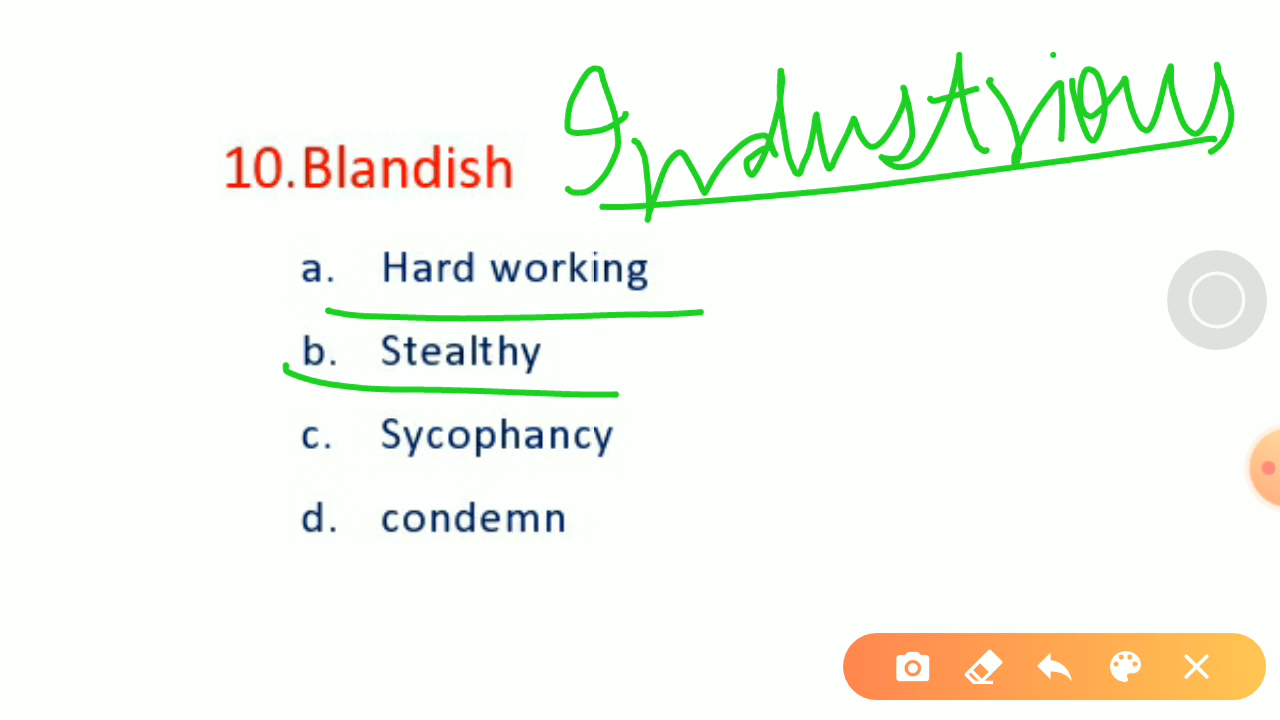 Industrious
10. Blandish
a. Hard working
b. Stealthy
c. Sycophancy
d. condemn